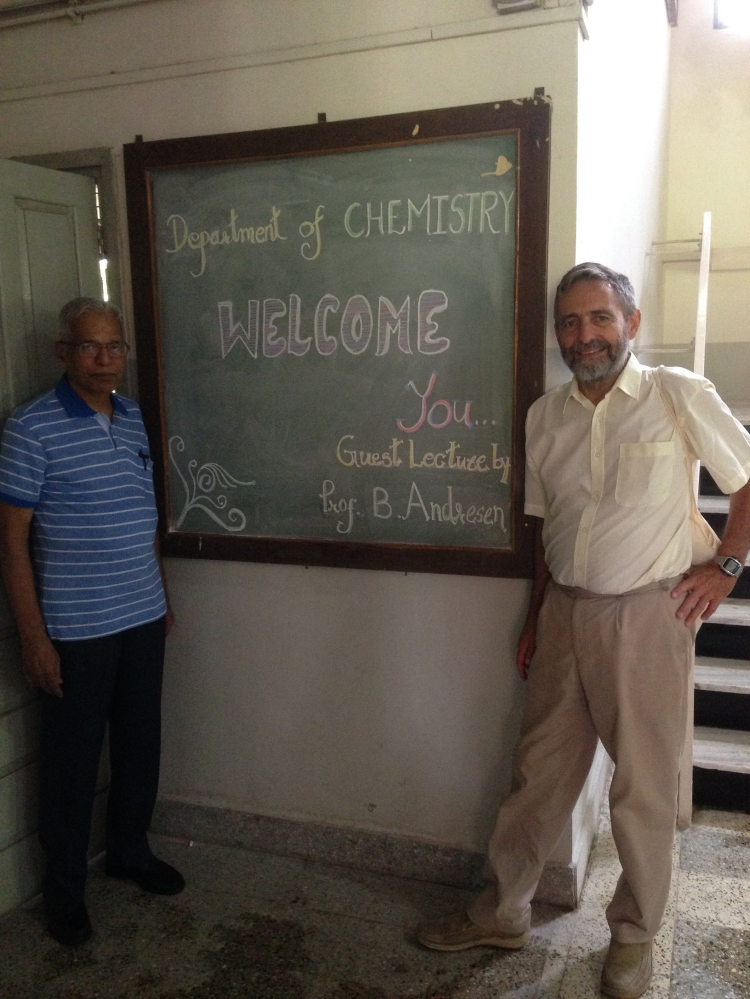 Department of CHEMISTRY
WELCOME
You...
Guest Lecture by
Prof. B. Andresen